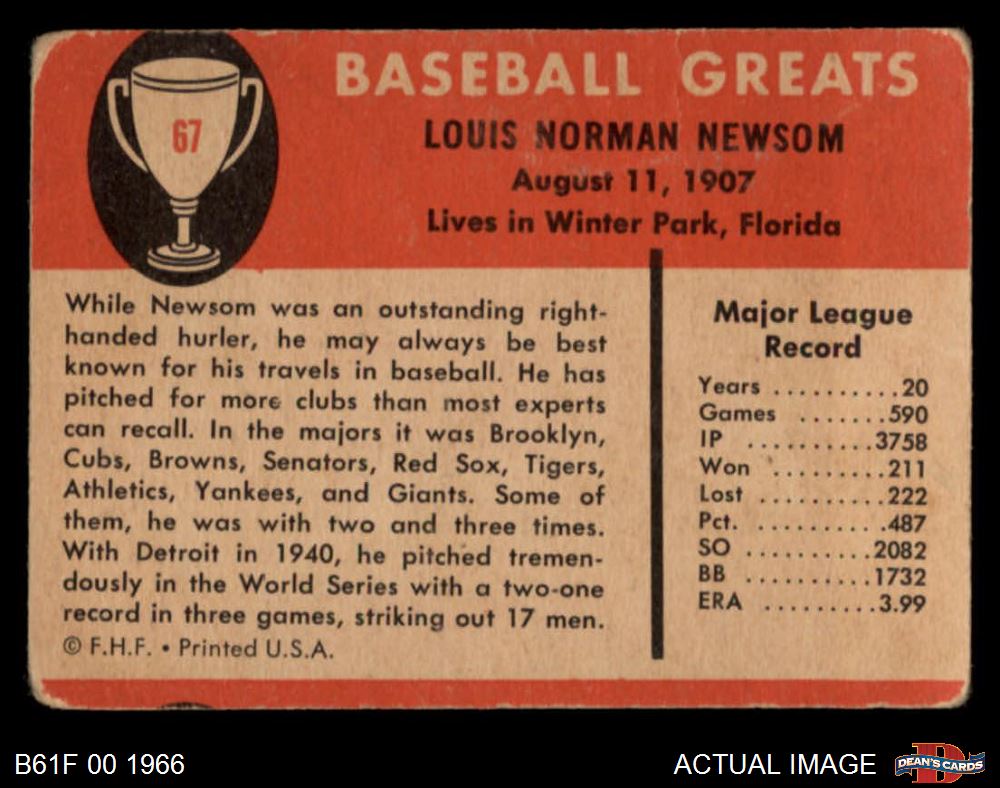 67
BASEBALL GREATS
LOUIS NORMAN NEWSOM
August 11, 1907
Lives in Winter Park, Florida
While Newsom was an outstanding right-
handed hurler, he may always be best
known for his travels in baseball. He has
pitched for more clubs than most experts
can recall. In the majors it was Brooklyn,
Cubs, Browns, Senators, Red Sox, Tigers,
Athletics, Yankees, and Giants. Some of
them, he was with two and three times.
With Detroit in 1940, he pitched tremen-
dously in the World Series with a two-one
record in three games, striking out 17 men.
© F.H.F. • Printed U.S.A.
Major League
Record
Years ..........20
Games .......590
IP ..........3758
Won .........211
Lost .........222
Pct. ..........487
SO ..........2082
BB ..........1732
ERA .........3.99
B61F 00 1966
ACTUAL IMAGE
D
DEAN'S CARDS